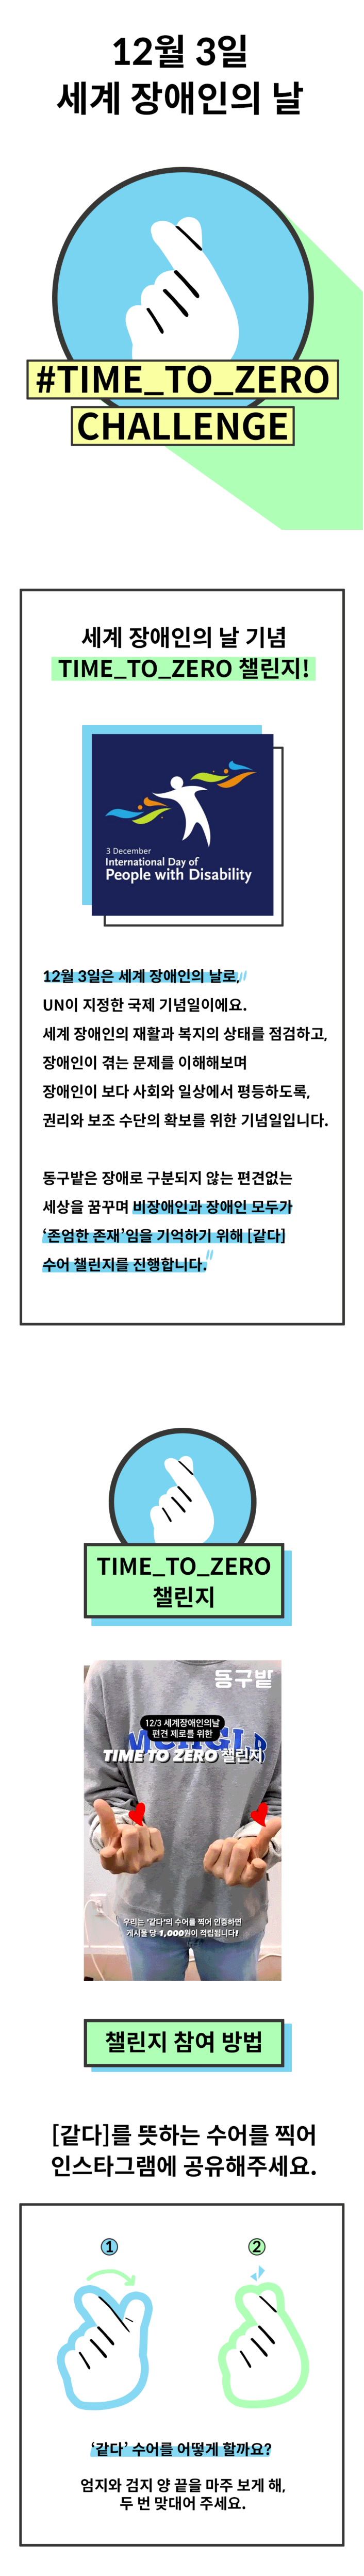 12월 3일
세계 장애인의 날
#TIME_TO_ZERO
CHALLENGE
세계 장애인의 날 기념
TIME_TO_ZERO 챌린지!
3 December
International Day of
People with Disability
12월 3일은 세계 장애인의 날로,
UN이 지정한 국제 기념일이에요.
세계 장애인의 재활과 복지의 상태를 점검하고,
장애인이 겪는 문제를 이해해보며
장애인이 보다 사회와 일상에서 평등하도록,
권리와 보조 수단의 확보를 위한 기념일입니다.
동구밭은 장애로 구분되지 않는 편견없는
세상을 꿈꾸며 비장애인과 장애인 모두가
‘존엄한 존재’임을 기억하기 위해 [같다]
수어 챌린지를 진행합니다.
TIME_TO_ZERO
챌린지
동구밭
12/3 세계장애인의날
편견 제로를 위한
TIME TO ZERO 챌린지
우리는 "같다"의 수어를 찍어 인증하면
게시물 당 1,000원이 적립됩니다!
챌린지 참여 방법
[같다]를 뜻하는 수어를 찍어
인스타그램에 공유해주세요.
1
2
‘같다’ 수어를 어떻게 할까요?
엄지와 검지 양 끝을 마주 보게 해,
두 번 맞대어 주세요.